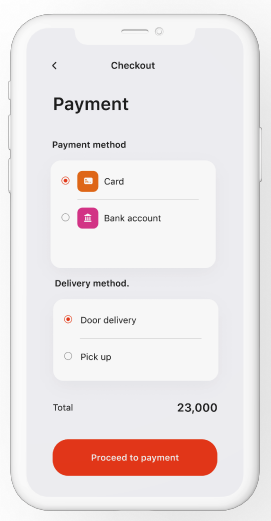 Checkout
Payment
Payment method
Card
Bank account
Delivery method.
Door delivery
Pick up
Total
23,000
Proceed to payment